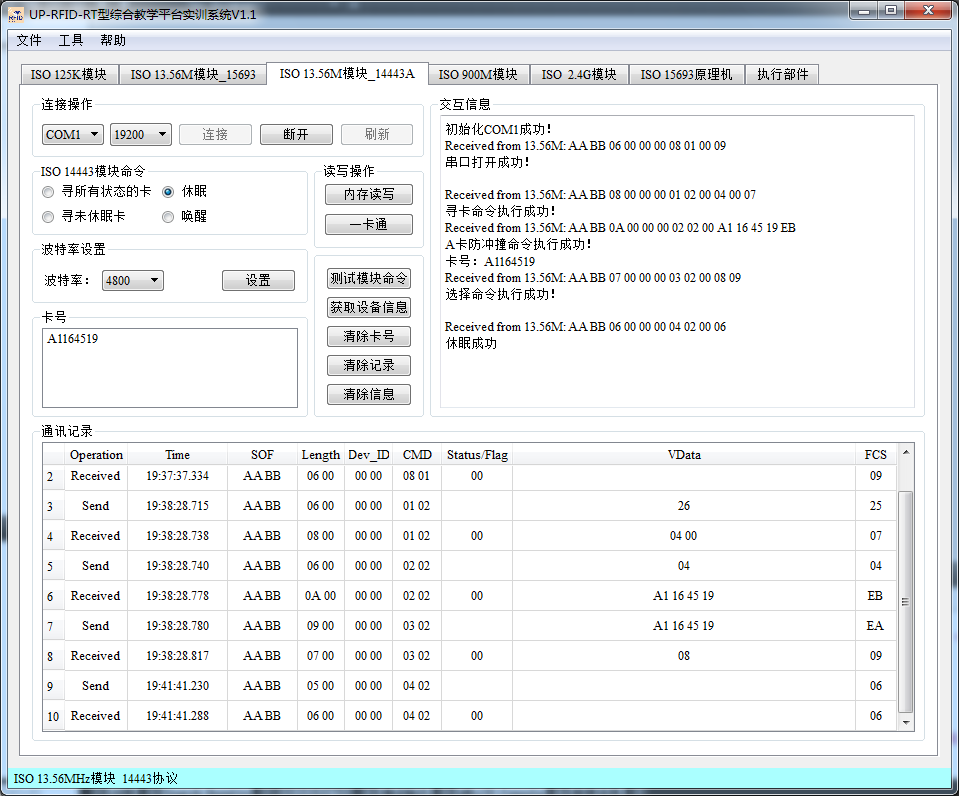 UP-RFID-RT型综合教学平台实训系统V1.1
文件 工具 帮助
ISO 125K模块 ISO 13.56M模块_15693 ISO 13.56M模块_14443A ISO 900M模块 ISO 2.4G模块 ISO 15693原理机 执行部件
连接操作
COM1 19200 连接 断开 刷新
ISO 14443模块命令
寻所有状态的卡 休眠
寻未休眠卡 唤醒
波特率设置
波特率： 4800 设置
卡号
A1164519
读写操作
内存读写
一卡通
测试模块命令
获取设备信息
清除卡号
清除记录
清除信息
交互信息
初始化COM1成功！
Received from 13.56M: AA BB 06 00 00 00 08 01 00 09
串口打开成功！
Received from 13.56M: AA BB 08 00 00 00 01 02 00 04 00 07
寻卡命令执行成功！
Received from 13.56M: AA BB 0A 00 00 00 02 02 00 A1 16 45 19 EB
A卡防冲撞命令执行成功！
卡号：A1164519
Received from 13.56M: AA BB 07 00 00 00 03 02 00 08 09
选择命令执行成功！
Received from 13.56M: AA BB 06 00 00 00 04 02 00 06
休眠成功
通讯记录
Operation Time SOF Length Dev_ID CMD Status/Flag VData FCS
2 Received 19:37:37.334 AA BB 06 00 00 00 08 01 00 09
3 Send 19:38:28.715 AA BB 06 00 00 00 01 02 26 25
4 Received 19:38:28.738 AA BB 08 00 00 00 01 02 00 04 00 07
5 Send 19:38:28.740 AA BB 06 00 00 00 02 02 04 04
6 Received 19:38:28.778 AA BB 0A 00 00 00 02 02 00 A1 16 45 19 EB
7 Send 19:38:28.780 AA BB 09 00 00 00 03 02 A1 16 45 19 EA
8 Received 19:38:28.817 AA BB 07 00 00 00 03 02 00 08 09
9 Send 19:41:41.230 AA BB 05 00 00 00 04 02 06
10 Received 19:41:41.288 AA BB 06 00 00 00 04 02 00 06
ISO 13.56MHz模块 14443协议